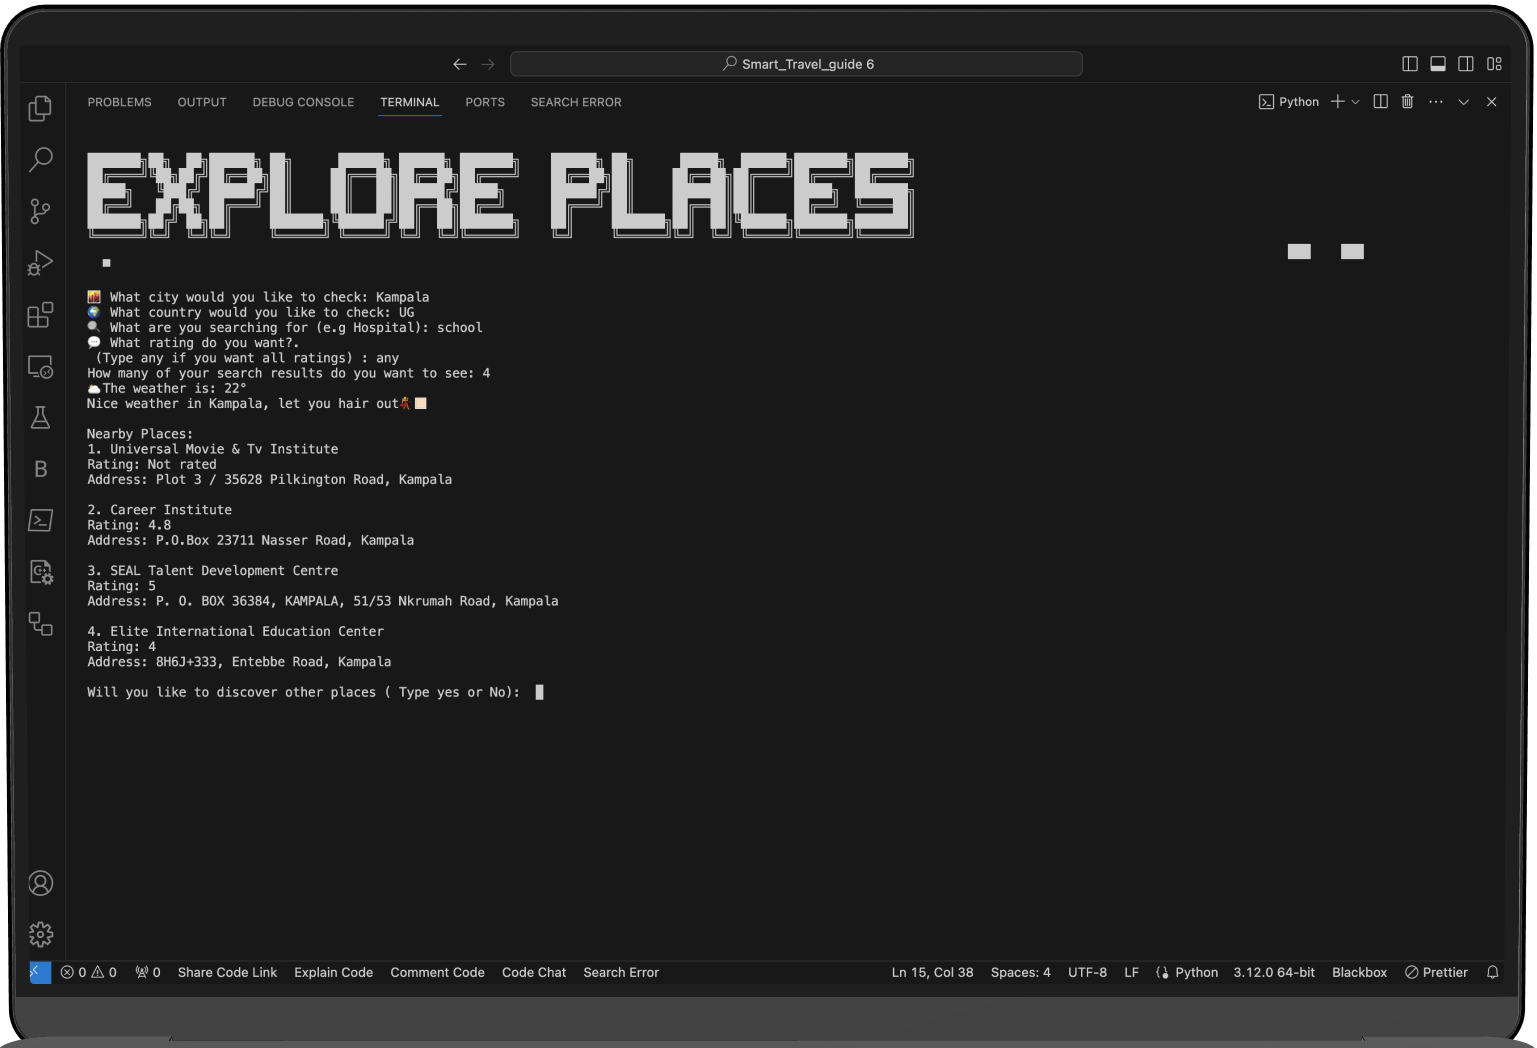 Smart_Travel_guide 6
PROBLEMS OUTPUT DEBUG CONSOLE TERMINAL PORTS SEARCH ERROR Python
EXPLORE PLACES
What city would you like to check: Kampala
What country would you like to check: UG
What are you searching for (e.g Hospital): school
What rating do you want?.
(Type any if you want all ratings) : any
How many of your search results do you want to see: 4
The weather is: 22°
Nice weather in Kampala, let you hair out
Nearby Places:
1. Universal Movie & Tv Institute
Rating: Not rated
Address: Plot 3 / 35628 Pilkington Road, Kampala
2. Career Institute
Rating: 4.8
Address: P.O.Box 23711 Nasser Road, Kampala
3. SEAL Talent Development Centre
Rating: 5
Address: P. O. BOX 36384, KAMPALA, 51/53 Nkrumah Road, Kampala
4. Elite International Education Center
Rating: 4
Address: 8H6J+333, Entebbe Road, Kampala
Will you like to discover other places ( Type yes or No):
B
0 0 0 Share Code Link Explain Code Comment Code Code Chat Search Error Ln 15, Col 38 Spaces: 4 UTF-8 LF Python 3.12.0 64-bit Blackbox Prettier